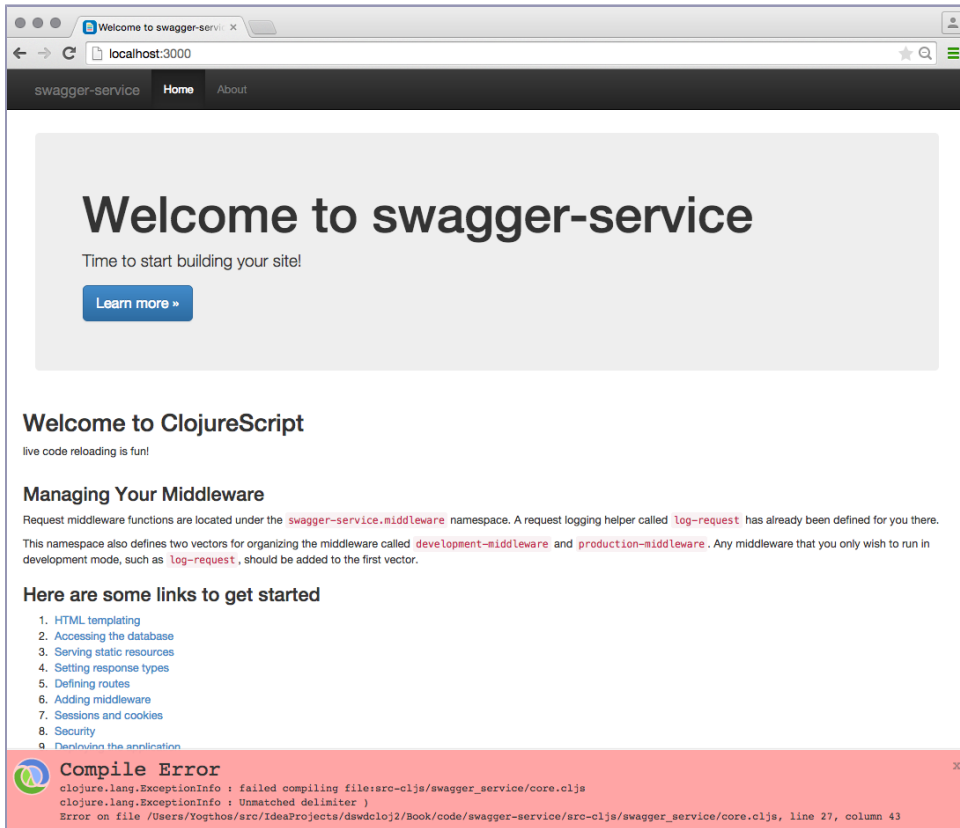 Welcome to swagger-servic
localhost:3000
swagger-service Home About
Welcome to swagger-service
Time to start building your site!
Learn more »
Welcome to ClojureScript
live code reloading is fun!
Managing Your Middleware
Request middleware functions are located under the swagger-service.middleware namespace. A request logging helper called log-request has already been defined for you there.
This namespace also defines two vectors for organizing the middleware called development-middleware and production-middleware. Any middleware that you only wish to run in
development mode, such as log-request, should be added to the first vector.
Here are some links to get started
1. HTML templating
2. Accessing the database
3. Serving static resources
4. Setting response types
5. Defining routes
6. Adding middleware
7. Sessions and cookies
8. Security
9. Deploying the application
Compile Error
clojure.lang.ExceptionInfo : failed compiling file:src-cljs/swagger_service/core.cljs
clojure.lang.ExceptionInfo : Unmatched delimiter )
Error on file /Users/Yogthos/src/IdeaProjects/dswdcloj2/Book/code/swagger-service/src-cljs/swagger_service/core.cljs, line 27, column 43